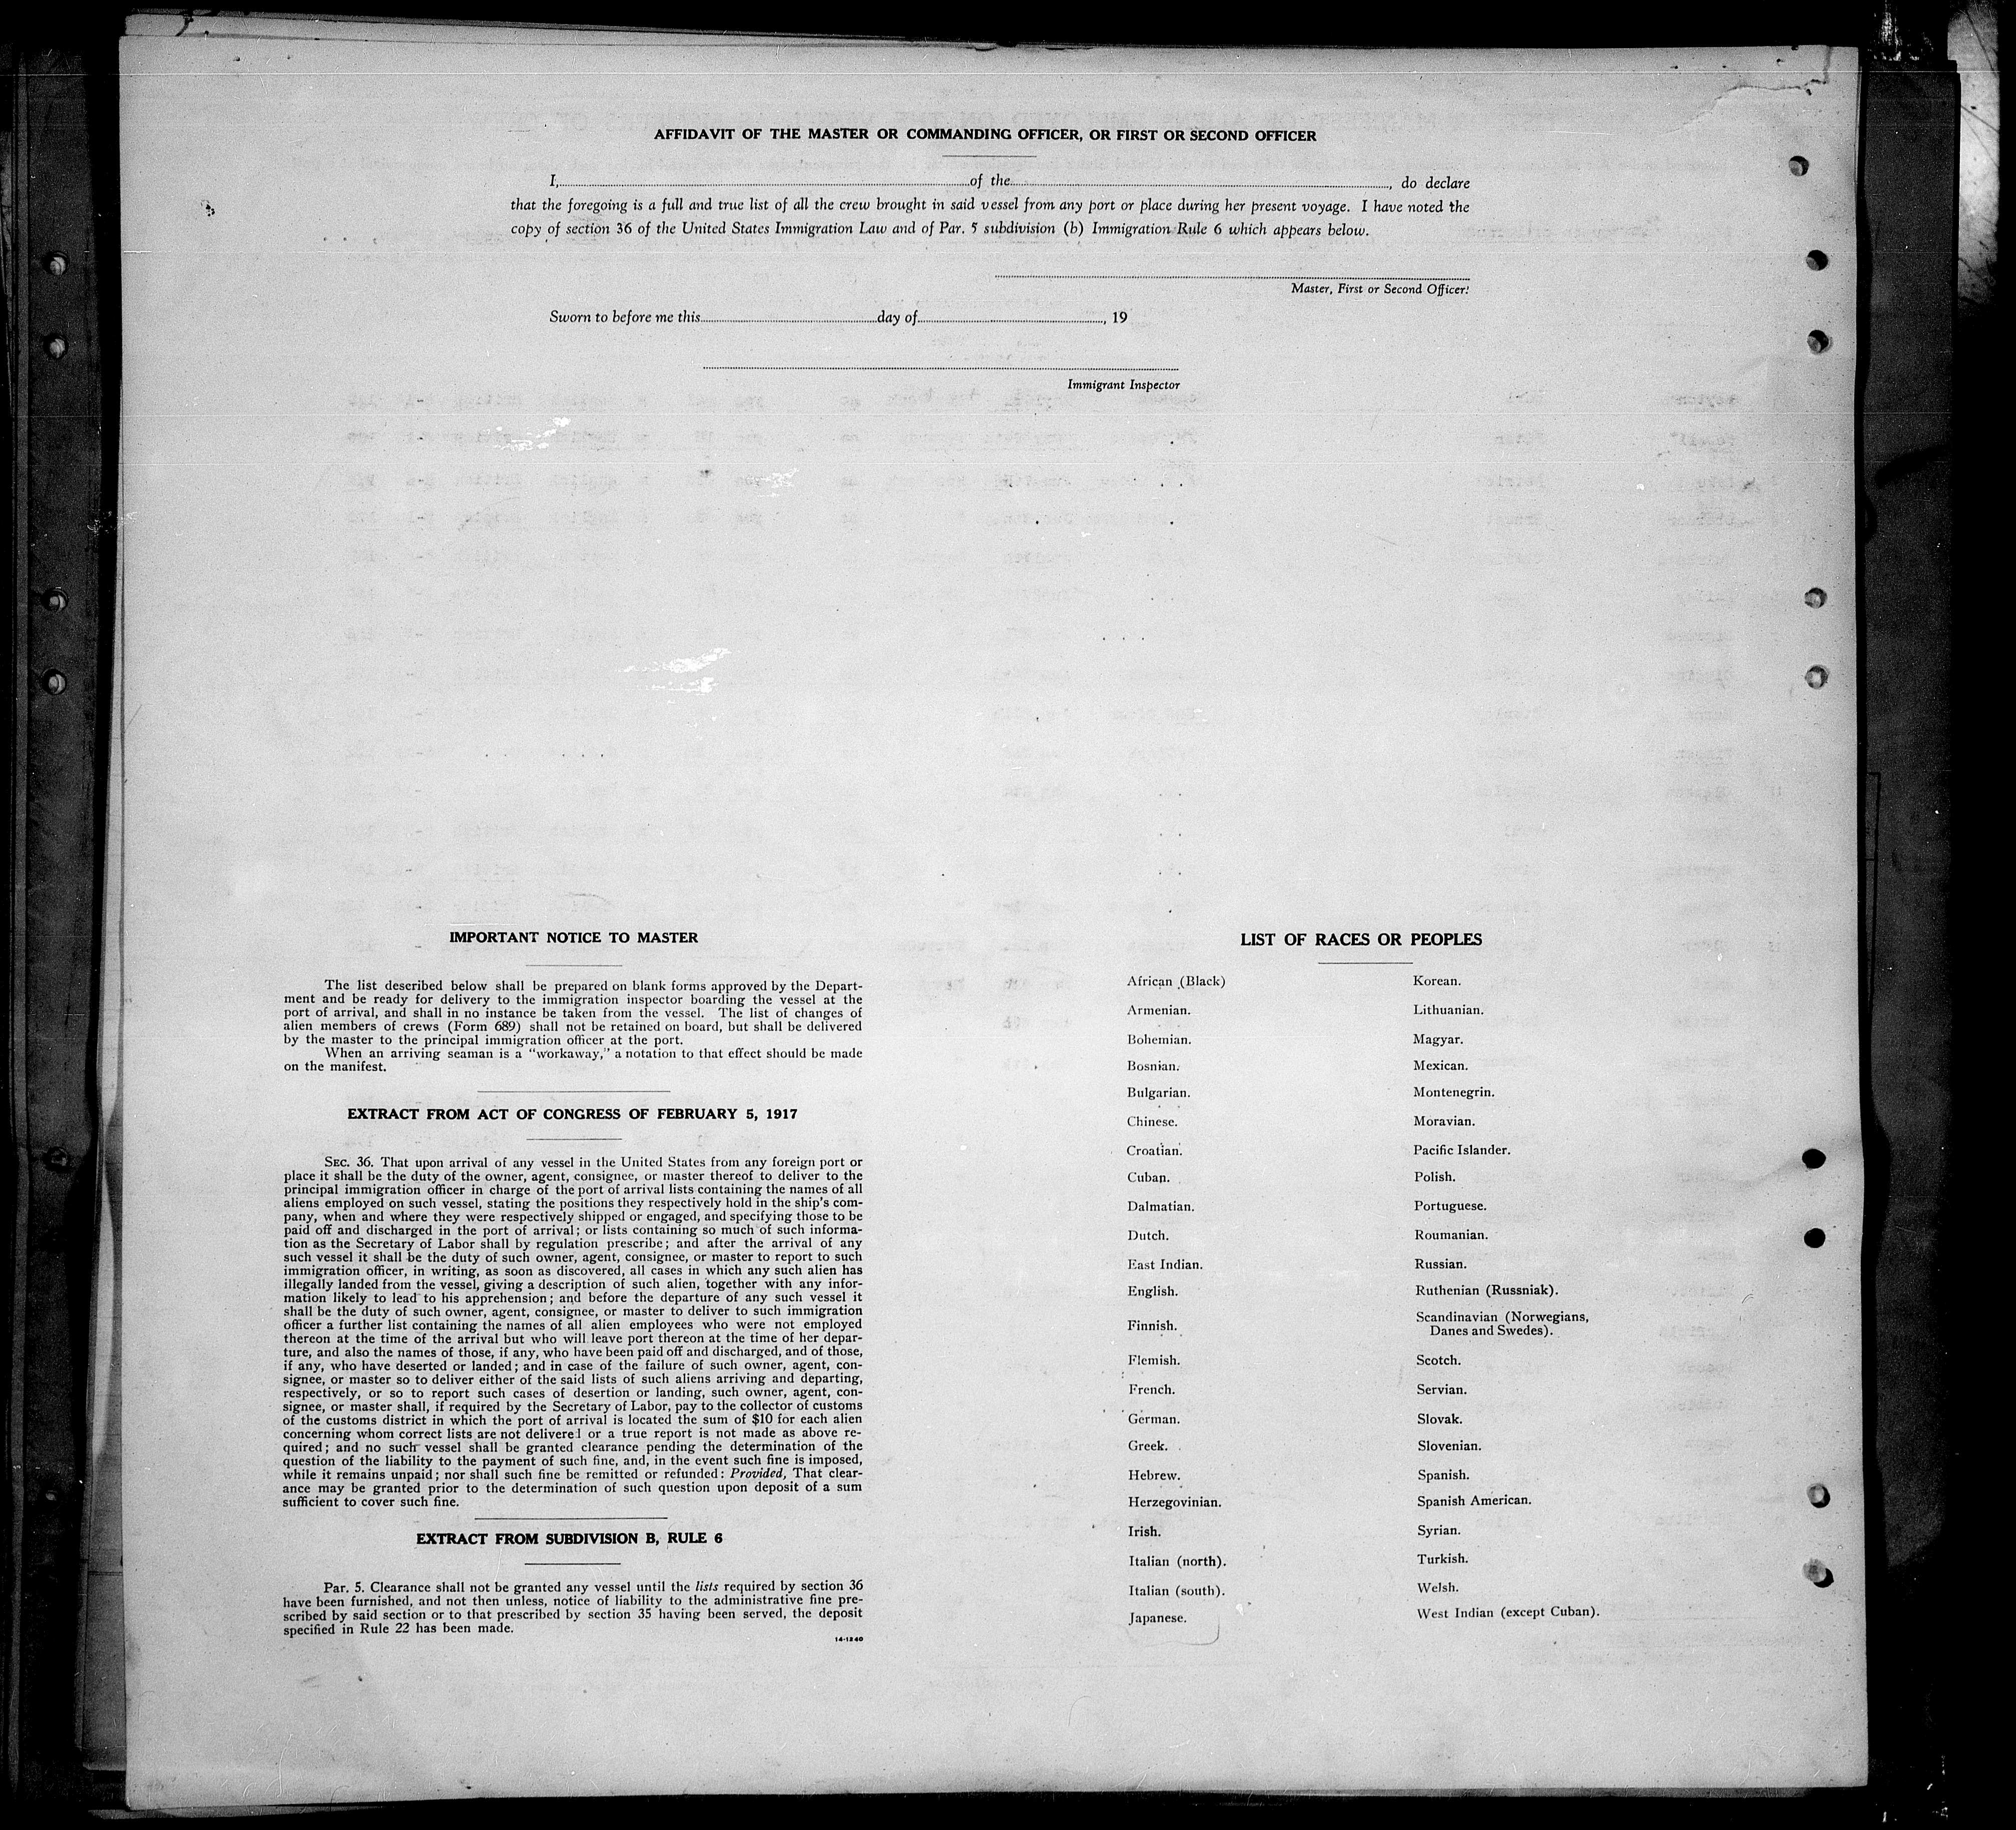 AFFIDAVIT OF THE MASTER OR COMMANDING OFFICER, OR FIRST OR SECOND OFFICER
I, of the , do declare
that the foregoing is a full and true list of all the crew brought in said vessel from any port or place during her present voyage. I have noted the
copy of section 36 of the United States Immigration Law and of Par. 5 subdivision (b) Immigration Rule 6 which appears below.
Master, First or Second Officer.
Sworn to before me this day of , 19
Immigrant Inspector
IMPORTANT NOTICE TO MASTER
The list described below shall be prepared on blank forms approved by the Depart-
ment and be ready for delivery to the immigration inspector boarding the vessel at the
port of arrival, and shall in no instance be taken from the vessel. The list of changes of
alien members of crews (Form 689) shall not be retained on board, but shall be delivered
by the master to the principal immigration officer at the port.
When an arriving seaman is a "workaway," a notation to that effect should be made
on the manifest.
EXTRACT FROM ACT OF CONGRESS OF FEBRUARY 5, 1917
SEC. 36. That upon arrival of any vessel in the United States from any foreign port or
place it shall be the duty of the owner, agent, consignee, or master thereof to deliver to the
principal immigration officer in charge of the port of arrival lists containing the names of all
aliens employed on such vessel, stating the positions they respectively hold in the ship's com-
pany, when and where they were respectively shipped or engaged, and specifying those to be
paid off and discharged in the port of arrival; or lists containing so much of such informa-
tion as the Secretary of Labor shall by regulation prescribe; and after the arrival of any
such vessel it shall be the duty of such owner, agent, consignee, or master to report to such
immigration officer, in writing, as soon as discovered, all cases in which any such alien has
illegally landed from the vessel, giving a description of such alien, together with any infor-
mation likely to lead to his apprehension; and before the departure of any such vessel it
shall be the duty of such owner, agent, consignee, or master to deliver to such immigration
officer a further list containing the names of all alien employees who were not employed
thereon at the time of the arrival but who will leave port thereon at the time of her depar-
ture, and also the names of those, if any, who have been paid off and discharged, and of those,
if any, who have deserted or landed; and in case of the failure of such owner, agent, con-
signee, or master so to deliver either of the said lists of such aliens arriving and departing,
respectively, or so to report such cases of desertion or landing, such owner, agent, con-
signee, or master shall, if required by the Secretary of Labor, pay to the collector of customs
of the customs district in which the port of arrival is located the sum of $10 for each alien
concerning whom correct lists are not delivered or a true report is not made as above re-
quired; and no such vessel shall be granted clearance pending the determination of the
question of the liability to the payment of such fine, and, in the event such fine is imposed,
while it remains unpaid; nor shall such fine be remitted or refunded: Provided, That clear-
ance may be granted prior to the determination of such question upon deposit of a sum
sufficient to cover such fine.
EXTRACT FROM SUBDIVISION B, RULE 6
Par. 5. Clearance shall not be granted any vessel until the lists required by section 36
have been furnished, and not then unless, notice of liability to the administrative fine pre-
scribed by said section or to that prescribed by section 35 having been served, the deposit
specified in Rule 22 has been made.
14-1240
LIST OF RACES OR PEOPLES
African (Black)
Armenian.
Bohemian.
Bosnian.
Bulgarian.
Chinese.
Croatian.
Cuban.
Dalmatian.
Dutch.
East Indian.
English.
Finnish.
Flemish.
French.
German.
Greek.
Hebrew.
Herzegovinian.
Irish.
Italian (north).
Italian (south).
Japanese.
Korean.
Lithuanian.
Magyar.
Mexican.
Montenegrin.
Moravian.
Pacific Islander.
Polish.
Portuguese.
Roumanian.
Russian.
Ruthenian (Russniak).
Scandinavian (Norwegians,
Danes and Swedes).
Scotch.
Servian.
Slovak.
Slovenian.
Spanish.
Spanish American.
Syrian.
Turkish.
Welsh.
West Indian (except Cuban).